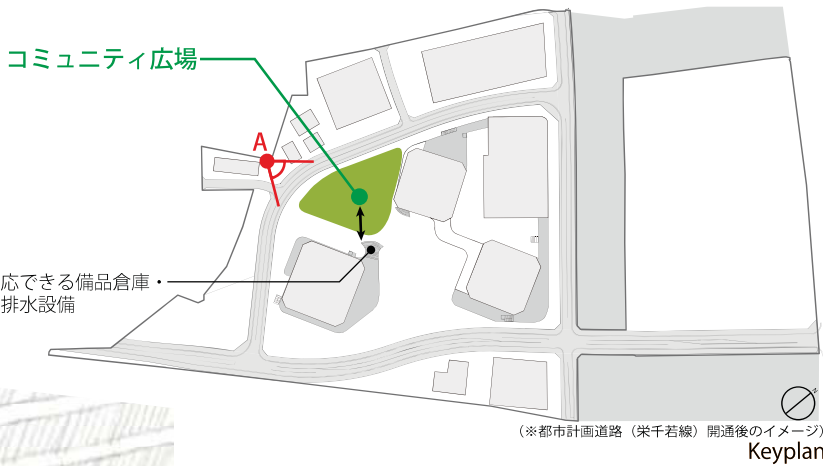 コミュニティ広場
A
応できる備品倉庫・
排水設備
N
（※都市計画道路（栄千若線）開通後のイメージ）
Keyplan